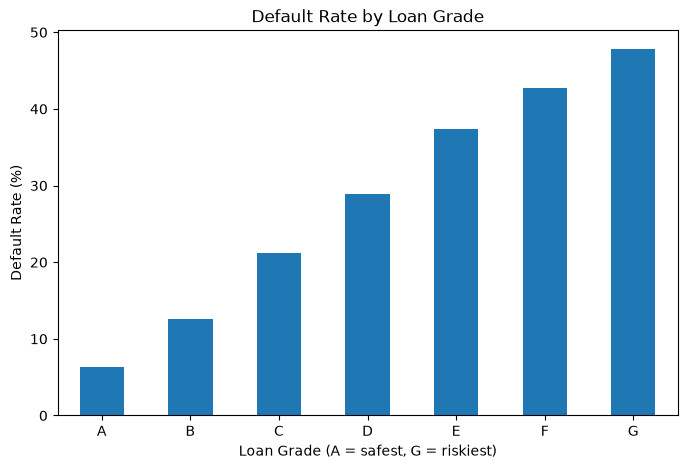 Default Rate by Loan Grade
Default Rate (%)
50
40
30
20
10
0
A B C D E F G
Loan Grade (A = safest, G = riskiest)